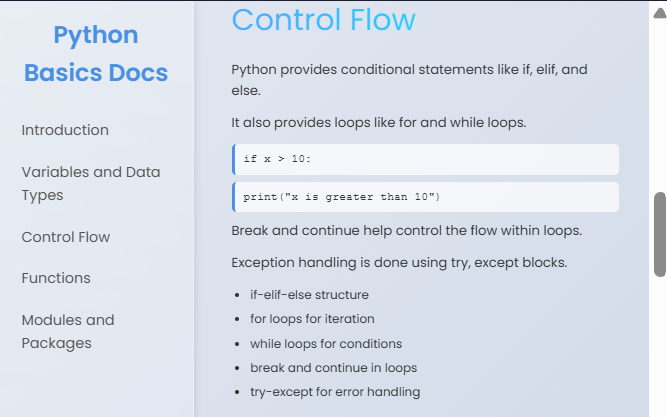 Python
Basics Docs
Introduction
Variables and Data
Types
Control Flow
Functions
Modules and
Packages
Control Flow
Python provides conditional statements like if, elif, and
else.
It also provides loops like for and while loops.
if x > 10:
print("x is greater than 10")
Break and continue help control the flow within loops.
Exception handling is done using try, except blocks.
• if-elif-else structure
• for loops for iteration
• while loops for conditions
• break and continue in loops
• try-except for error handling